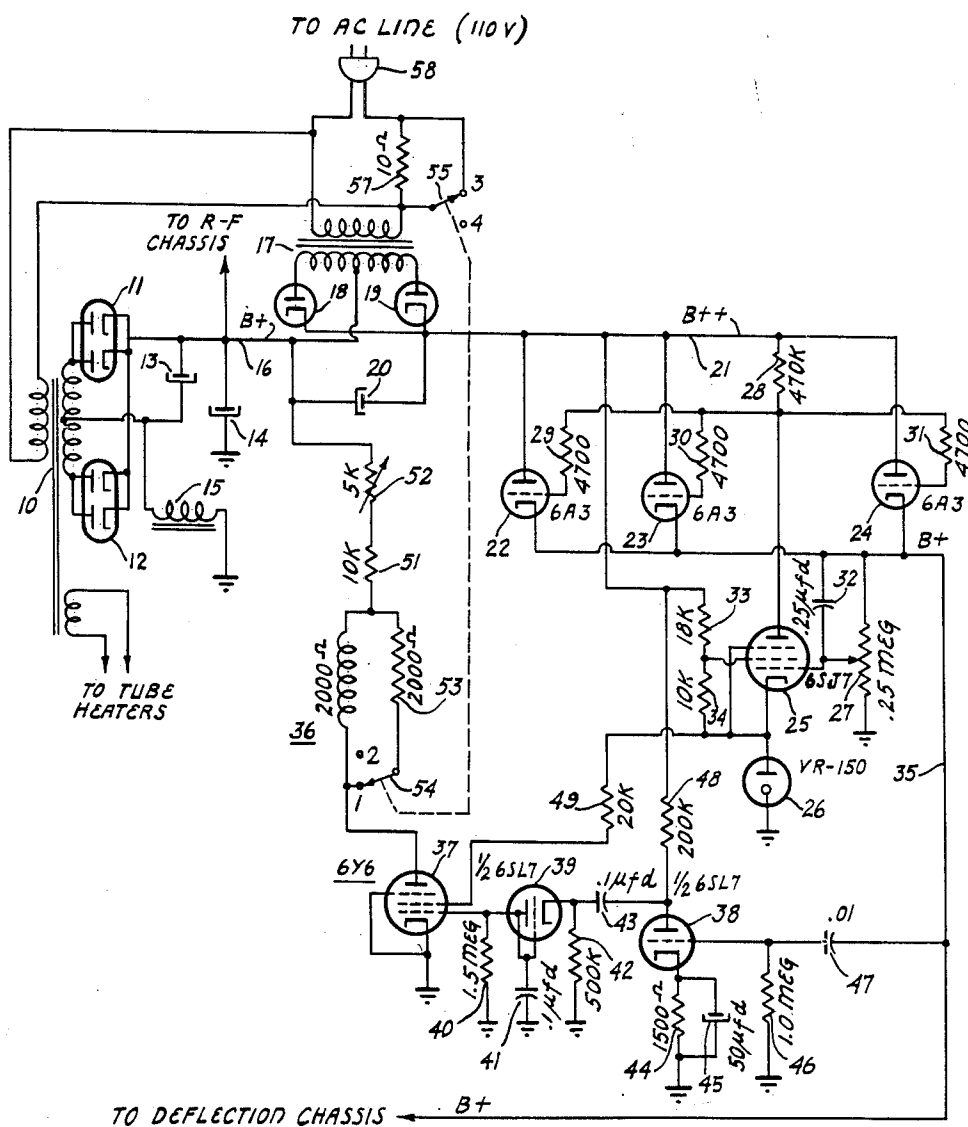 TO AC LINE (110V)
58
10Ω
57
55
3
4
TO R-F
CHASSIS
17
11
18
19
B+
B++
13
16
20
21
28
470K
14
29
4700
30
4700
31
4700
5K
52
15
10
6A3
22
6A3
23
6A3
24
12
10K
51
B+
.25µfd
32
33
18K
2000Ω
2000Ω
53
TO TUBE
HEATERS
10K
34
6SJ7
25
27
.25 MEG
36
2
54
1
VR-150
26
35
49
20K
48
200K
6Y6
37
½6SL7
39
.1µfd
43
½6SL7
38
.01
47
1.5 MEG
40
41
.1µfd
42
500K
1500Ω
44
45
50µfd
1.0 MEG
46
TO DEFLECTION CHASSIS
B+